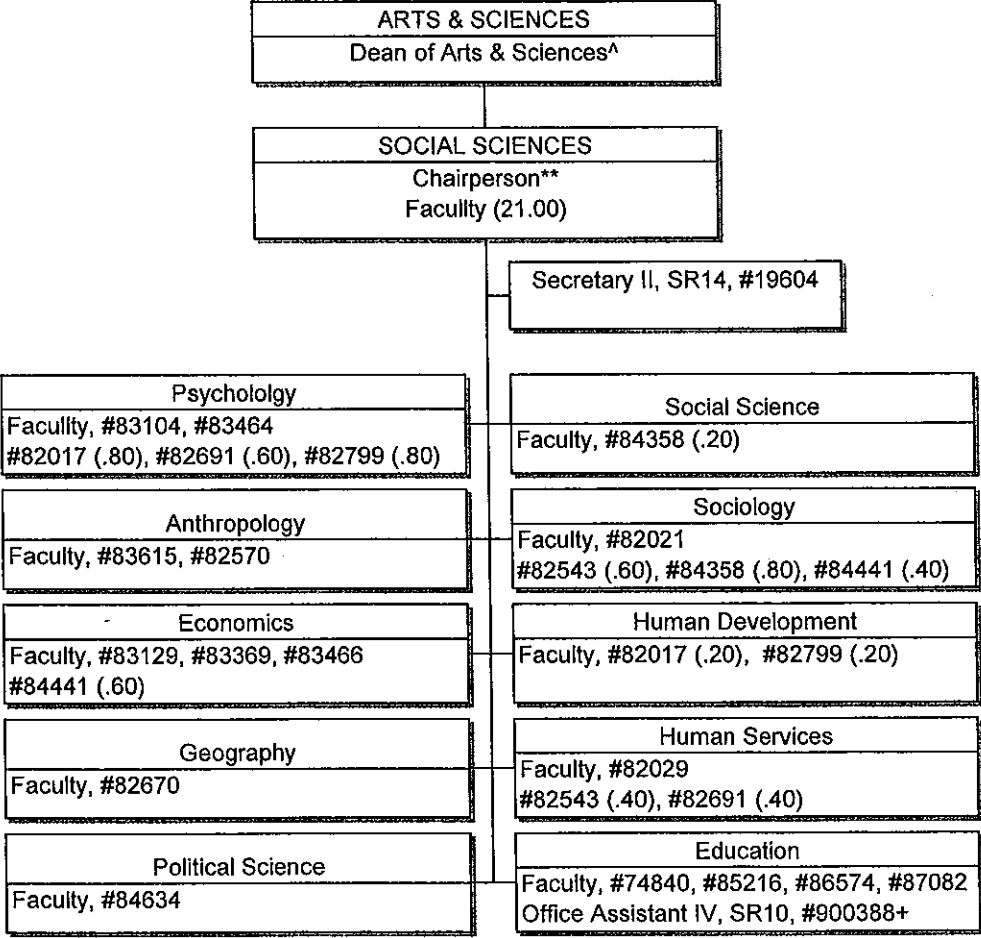 ARTS & SCIENCES
Dean of Arts & Sciences^
SOCIAL SCIENCES
Chairperson**
Facullty (21.00)
Secretary II, SR14, #19604
Psychololgy
Facullty, #83104, #83464
#82017 (.80), #82691 (.60), #82799 (.80)
Social Science
Faculty, #84358 (.20)
Anthropology
Faculty, #83615, #82570
Sociology
Faculty, #82021
#82543 (.60), #84358 (.80), #84441 (.40)
Economics
Faculty, #83129, #83369, #83466
#84441 (.60)
Human Development
Faculty, #82017 (.20), #82799 (.20)
Geography
Faculty, #82670
Human Services
Faculty, #82029
#82543 (.40), #82691 (.40)
Political Science
Faculty, #84634
Education
Faculty, #74840, #85216, #86574, #87082
Office Assistant IV, SR10, #900388+